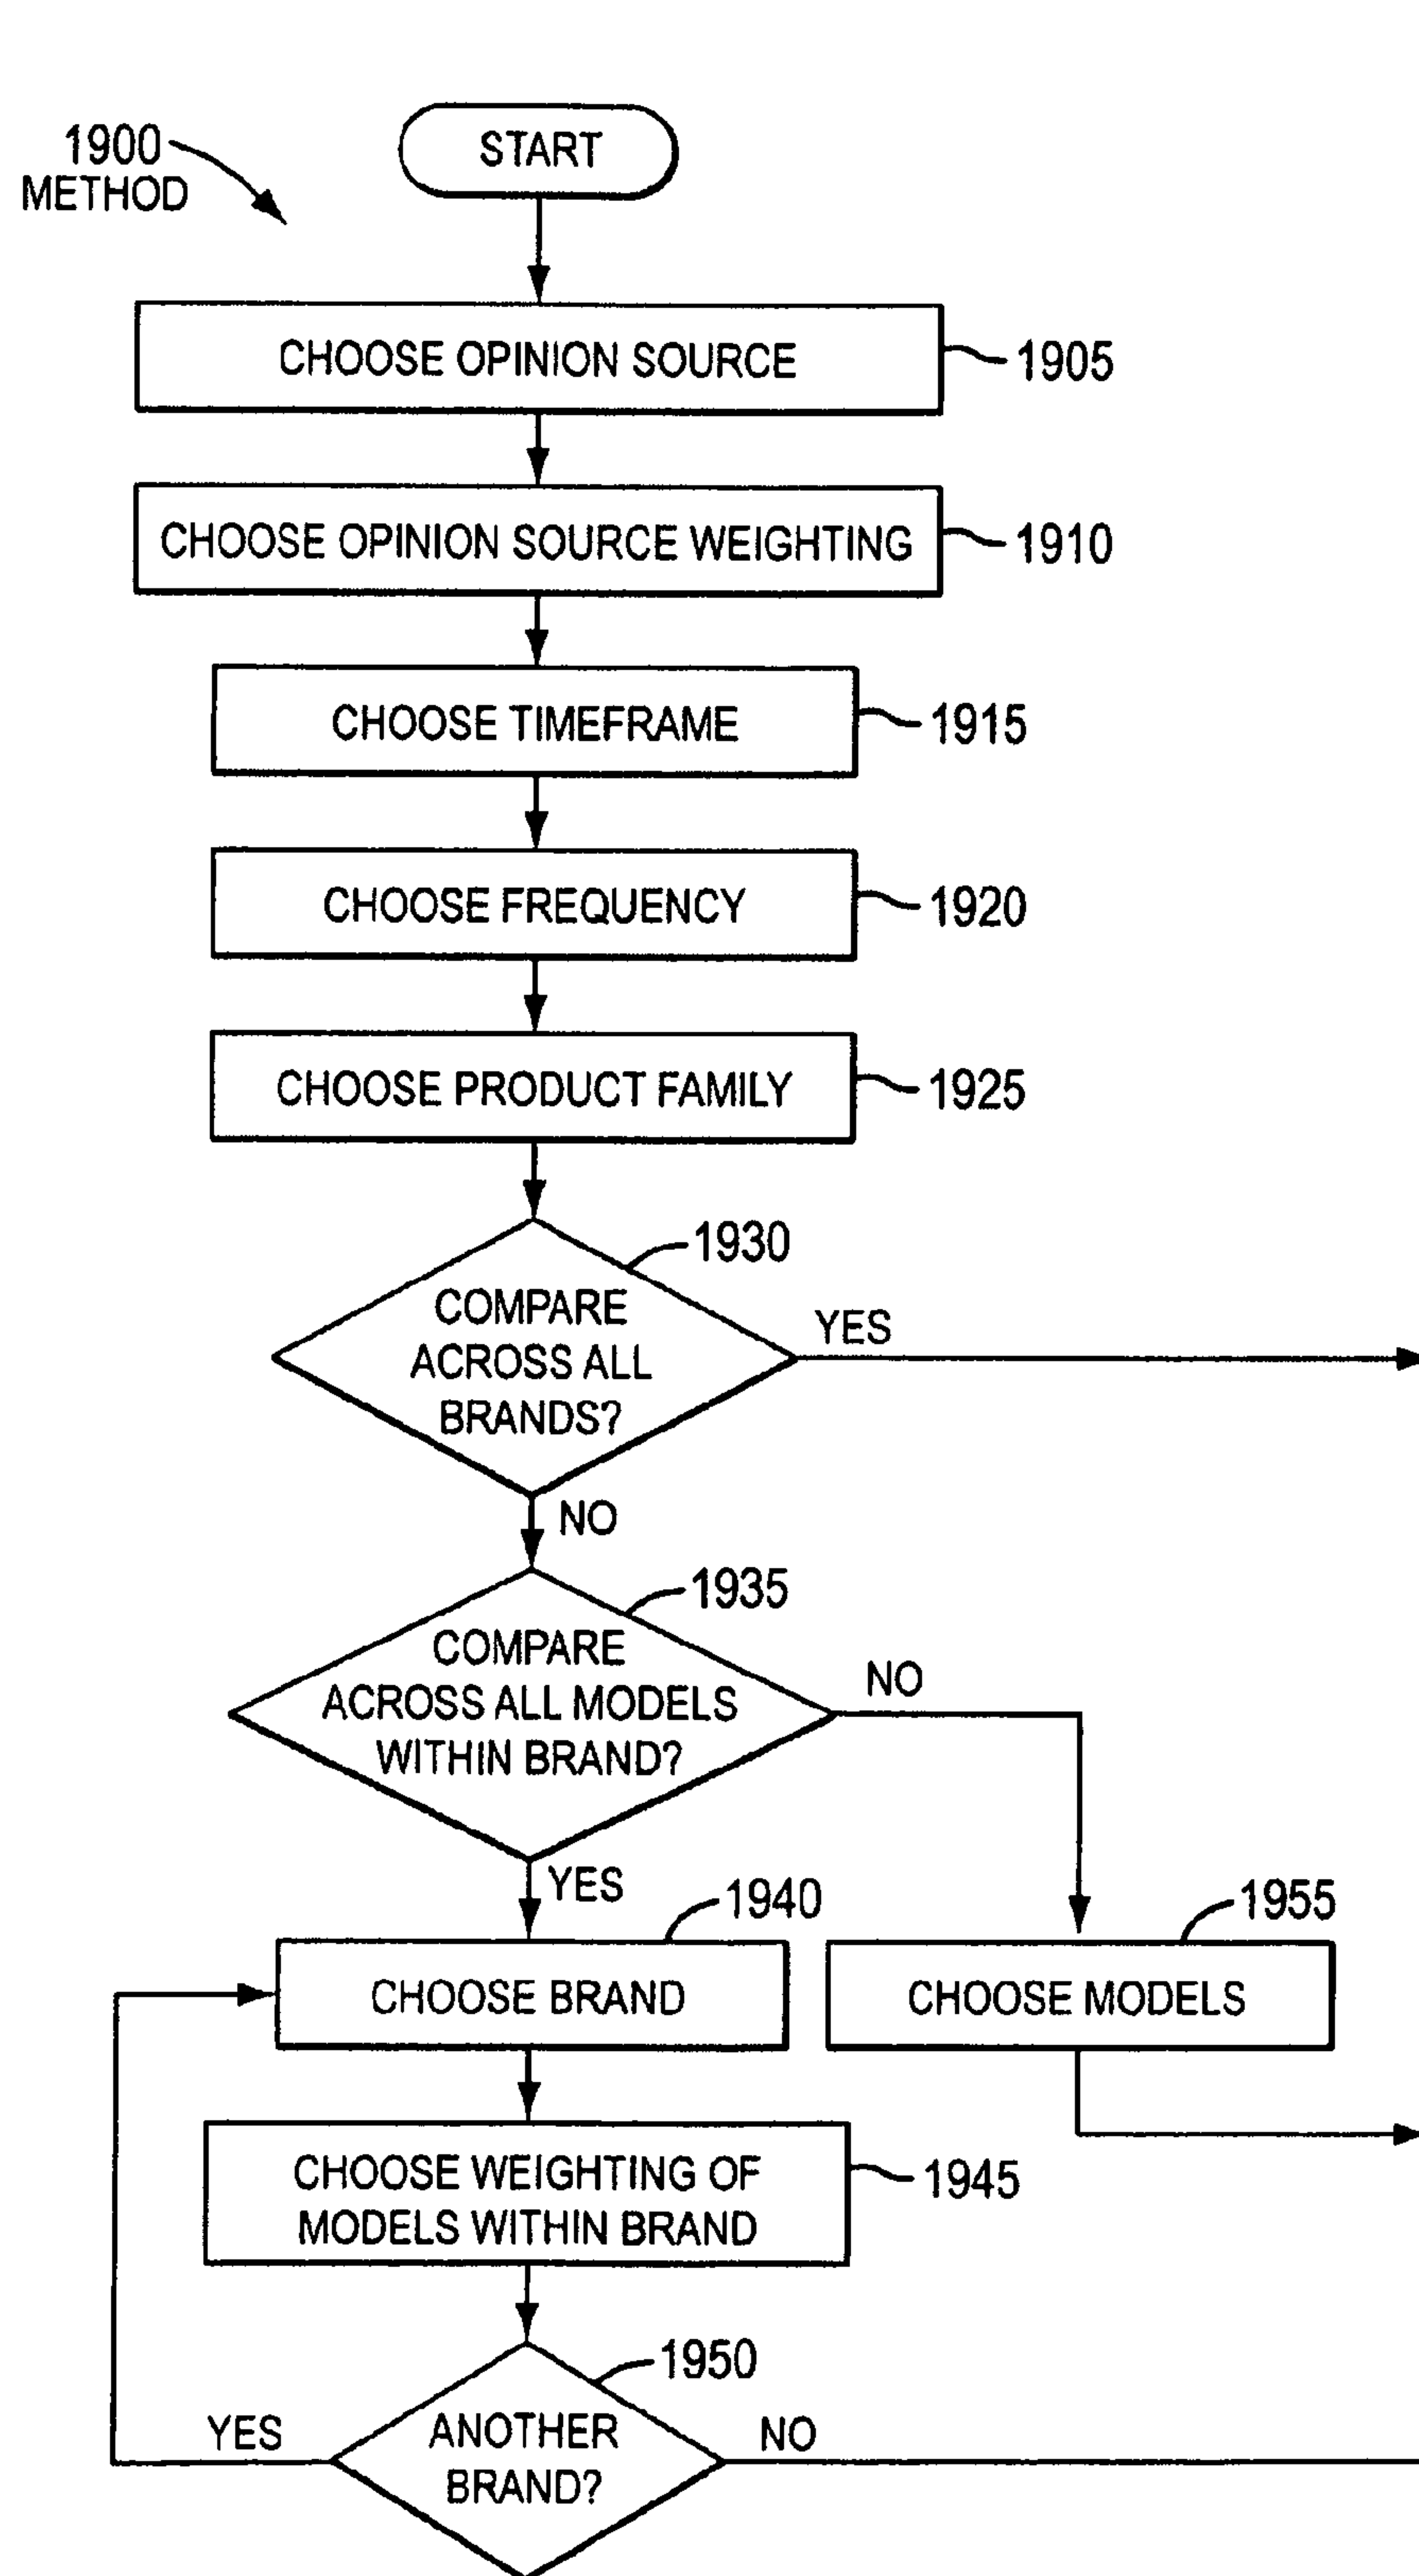 1900
METHOD
START
CHOOSE OPINION SOURCE
1905
CHOOSE OPINION SOURCE WEIGHTING
1910
CHOOSE TIMEFRAME
1915
CHOOSE FREQUENCY
1920
CHOOSE PRODUCT FAMILY
1925
1930
COMPARE
ACROSS ALL
BRANDS?
YES
NO
1935
COMPARE
ACROSS ALL MODELS
WITHIN BRAND?
NO
YES
1940
1955
CHOOSE BRAND
CHOOSE MODELS
CHOOSE WEIGHTING OF
MODELS WITHIN BRAND
1945
1950
YES
ANOTHER
BRAND?
NO